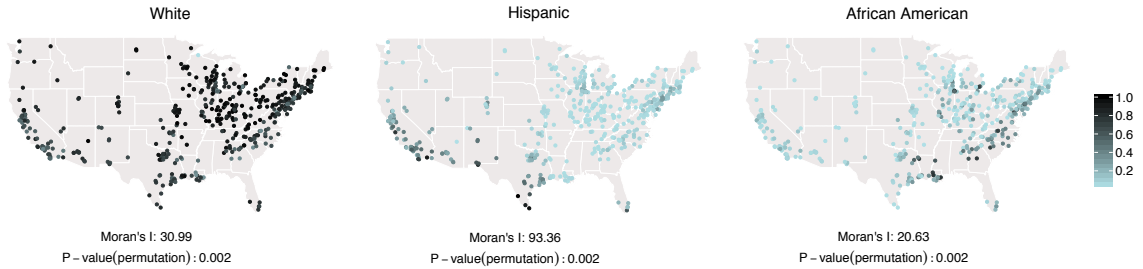 White
Hispanic
African American
1.0
0.8
0.6
0.4
0.2
Moran's I: 30.99
Moran's I: 93.36
Moran's I: 20.63
P − value(permutation) : 0.002
P − value(permutation) : 0.002
P − value(permutation) : 0.002